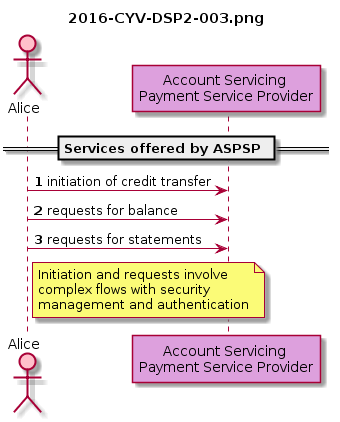 2016-CYV-DSP2-003.png
Alice
Account Servicing
Payment Service Provider
Services offered by ASPSP
1 initiation of credit transfer
2 requests for balance
3 requests for statements
Initiation and requests involve
complex flows with security
management and authentication
Alice
Account Servicing
Payment Service Provider